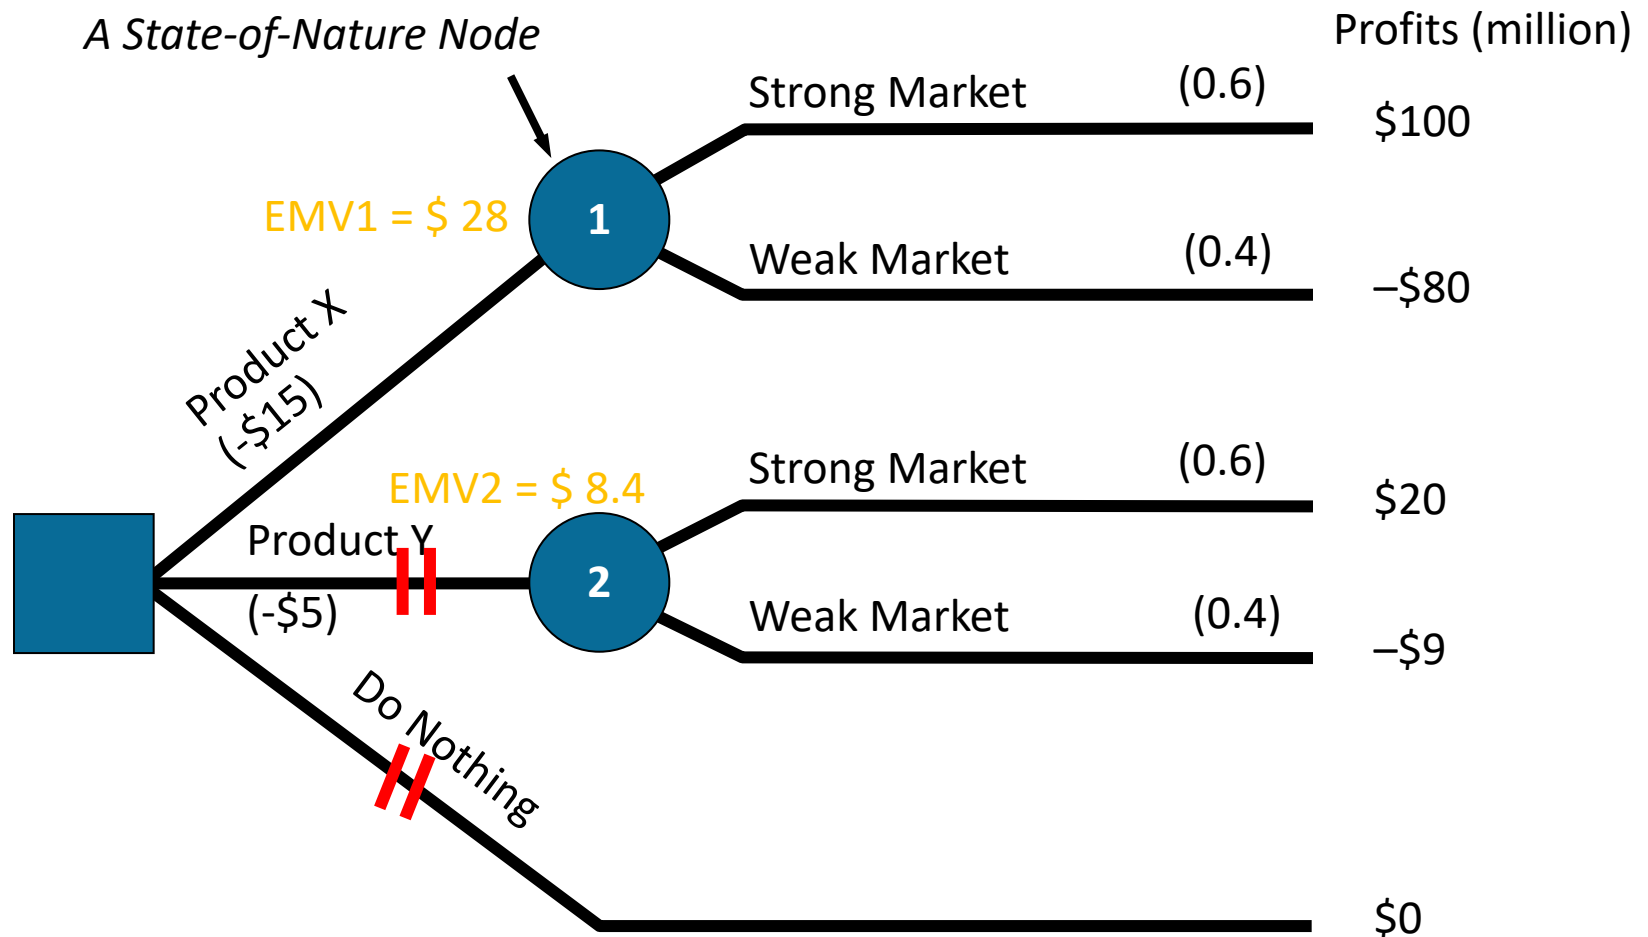 A State-of-Nature Node
Profits (million)
Strong Market (0.6) $100
EMV1 = $ 28
1
Weak Market (0.4) –$80
Product X
(-$15)
Strong Market (0.6) $20
EMV2 = $ 8.4
Product Y
2
(-$5)
Weak Market (0.4) –$9
Do Nothing
$0